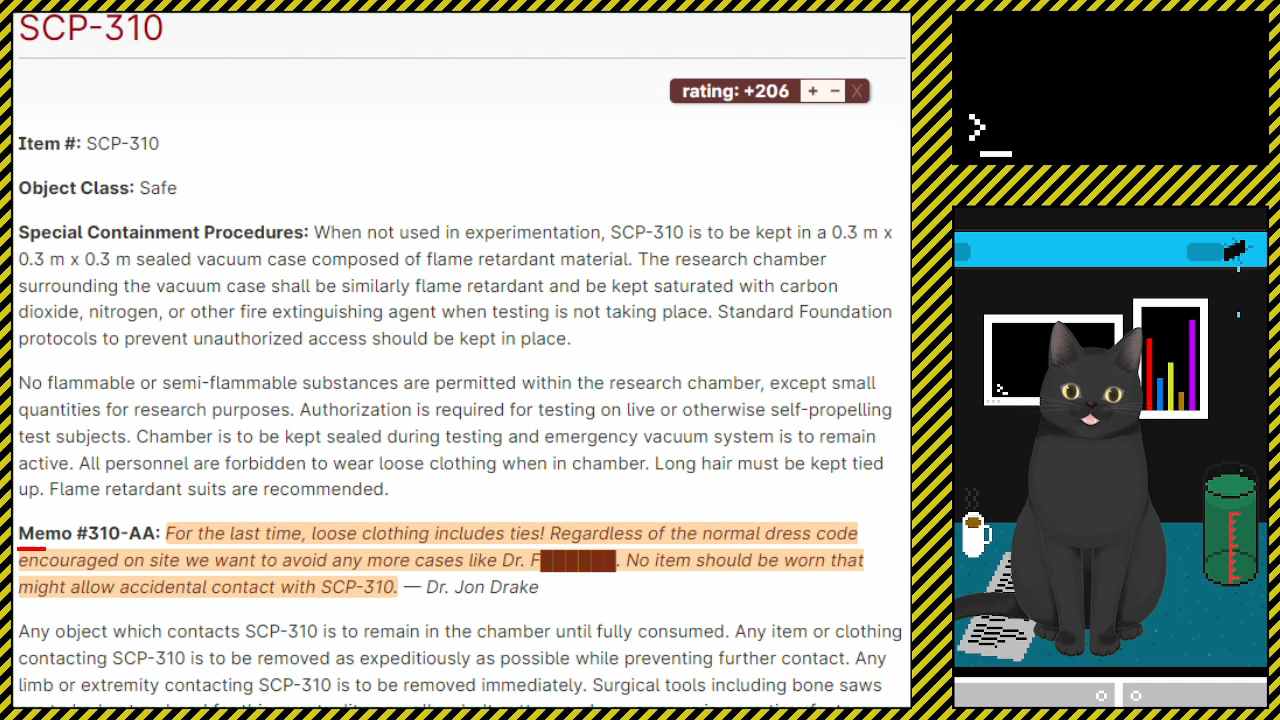 SCP-310
rating: +206 + − X
Item #: SCP-310
Object Class: Safe
Special Containment Procedures: When not used in experimentation, SCP-310 is to be kept in a 0.3 m x
0.3 m x 0.3 m sealed vacuum case composed of flame retardant material. The research chamber
surrounding the vacuum case shall be similarly flame retardant and be kept saturated with carbon
dioxide, nitrogen, or other fire extinguishing agent when testing is not taking place. Standard Foundation
protocols to prevent unauthorized access should be kept in place.
No flammable or semi-flammable substances are permitted within the research chamber, except small
quantities for research purposes. Authorization is required for testing on live or otherwise self-propelling
test subjects. Chamber is to be kept sealed during testing and emergency vacuum system is to remain
active. All personnel are forbidden to wear loose clothing when in chamber. Long hair must be kept tied
up. Flame retardant suits are recommended.
Memo #310-AA: For the last time, loose clothing includes ties! Regardless of the normal dress code
encouraged on site we want to avoid any more cases like Dr. F███████. No item should be worn that
might allow accidental contact with SCP-310. — Dr. Jon Drake
Any object which contacts SCP-310 is to remain in the chamber until fully consumed. Any item or clothing
contacting SCP-310 is to be removed as expeditiously as possible while preventing further contact. Any
limb or extremity contacting SCP-310 is to be removed immediately. Surgical tools including bone saws
>_